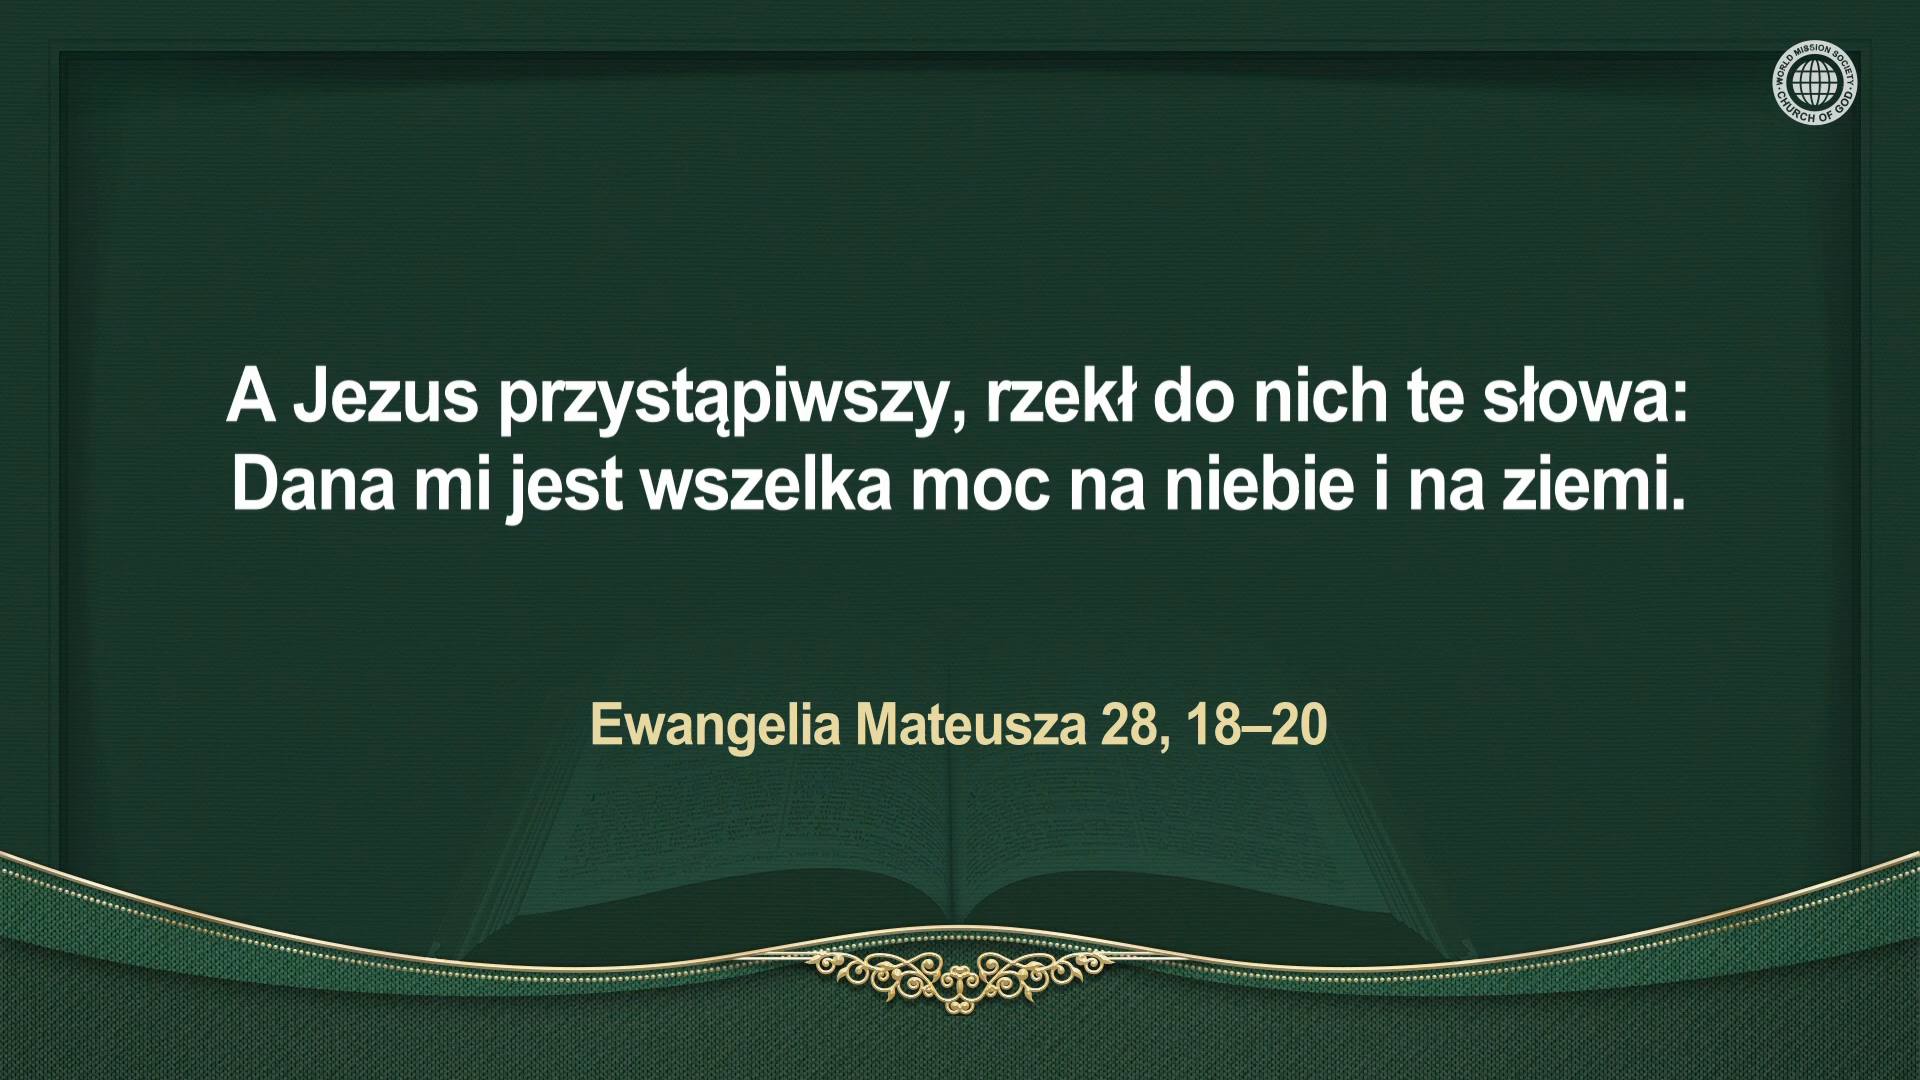 WORLD MISSION SOCIETY
CHURCH OF GOD
A Jezus przystąpiwszy, rzekł do nich te słowa:
Dana mi jest wszelka moc na niebie i na ziemi.
Ewangelia Mateusza 28, 18–20